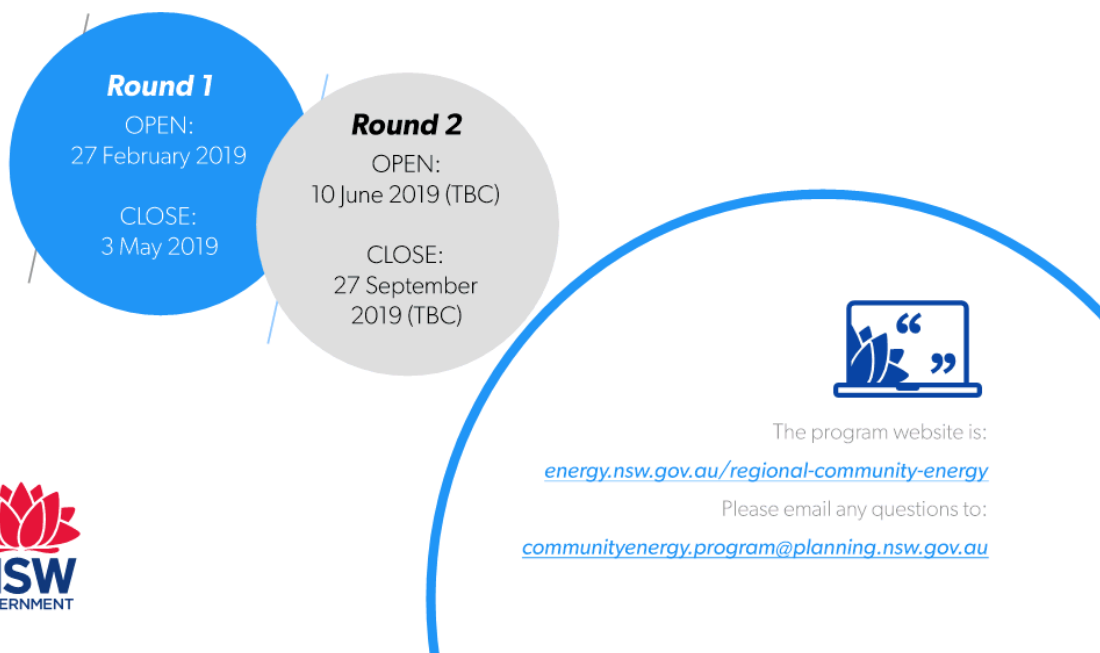 Round 1
OPEN:
27 February 2019
CLOSE:
3 May 2019
Round 2
OPEN:
10 June 2019 (TBC)
CLOSE:
27 September
2019 (TBC)
“
”
The program website is:
energy.nsw.gov.au/regional-community-energy
Please email any questions to:
communityenergy.program@planning.nsw.gov.au
NSW
ERNMENT